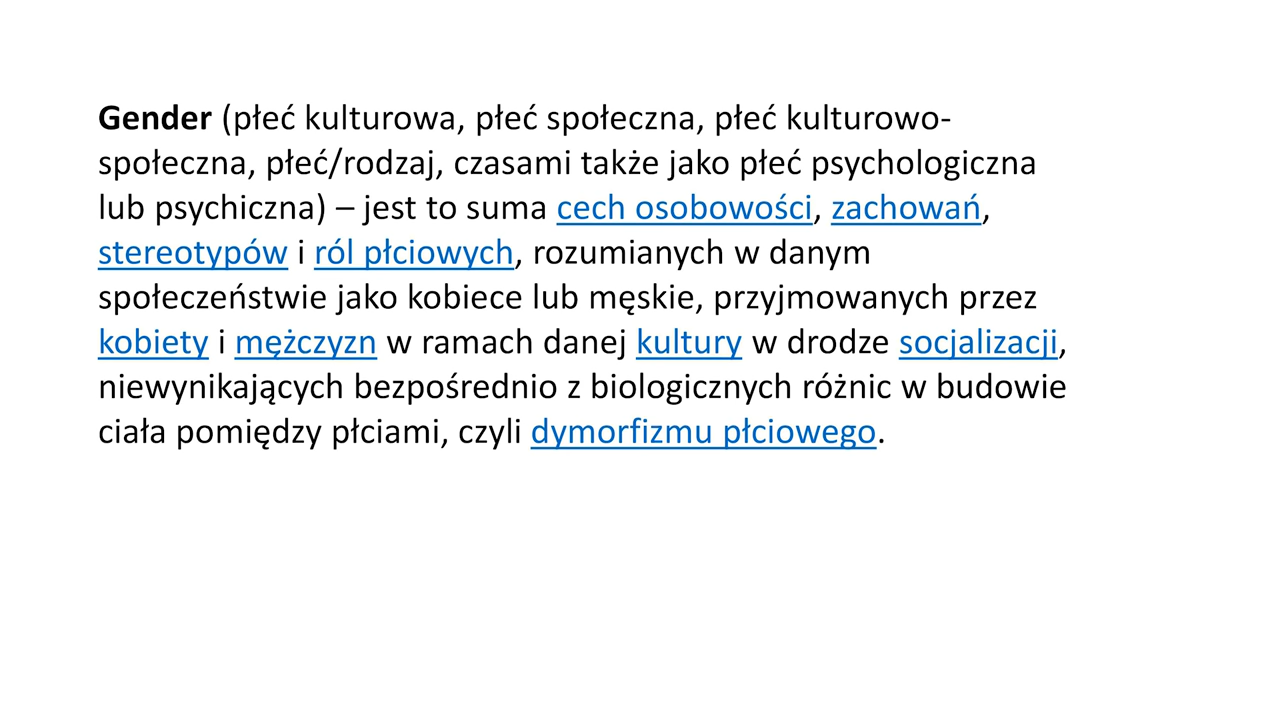 Gender (płeć kulturowa, płeć społeczna, płeć kulturowo-
społeczna, płeć/rodzaj, czasami także jako płeć psychologiczna
lub psychiczna) – jest to suma cech osobowości, zachowań,
stereotypów i ról płciowych, rozumianych w danym
społeczeństwie jako kobiece lub męskie, przyjmowanych przez
kobiety i mężczyzn w ramach danej kultury w drodze socjalizacji,
niewynikających bezpośrednio z biologicznych różnic w budowie
ciała pomiędzy płciami, czyli dymorfizmu płciowego.